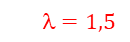 λ = 1,5